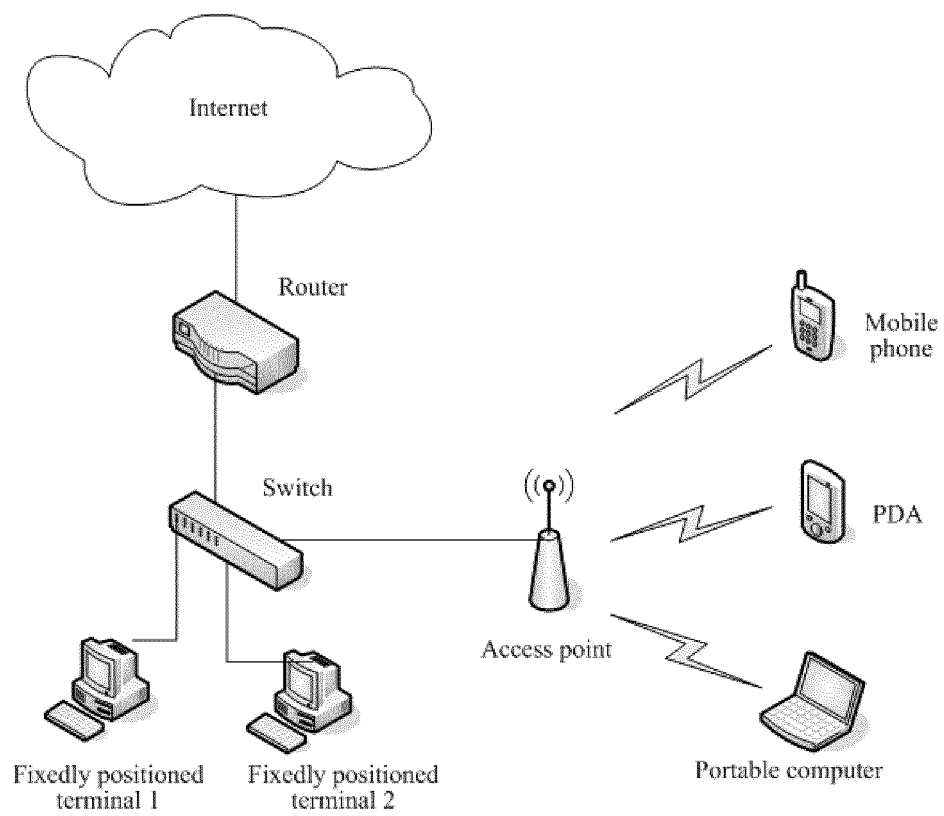 Internet
Router
Mobile
phone
Switch
PDA
Access point
Fixedly positioned
terminal 1
Fixedly positioned
terminal 2
Portable computer